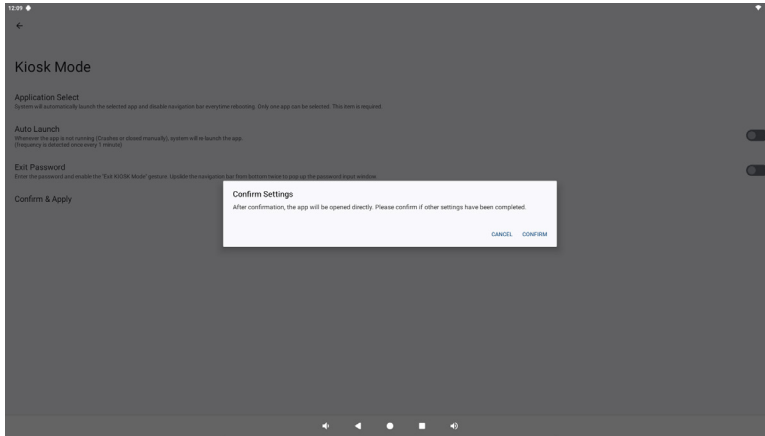 12:09
Kiosk Mode
Application Select
System will automatically launch the selected app and disable navigation bar everytime rebooting. Only one app can be selected. This item is required.
Auto Launch
Whenever the app is not running (Crashes or closed manually), system will re-launch the app.
(frequency is detected once every 1 minute)
Exit Password
Enter the password and enable the "Exit KIOSK Mode" gesture: Upslide the navigation bar from bottom twice to pop up the password input window.
Confirm & Apply
Confirm Settings
After confirmation, the app will be opened directly. Please confirm if other settings have been completed.
CANCEL CONFIRM